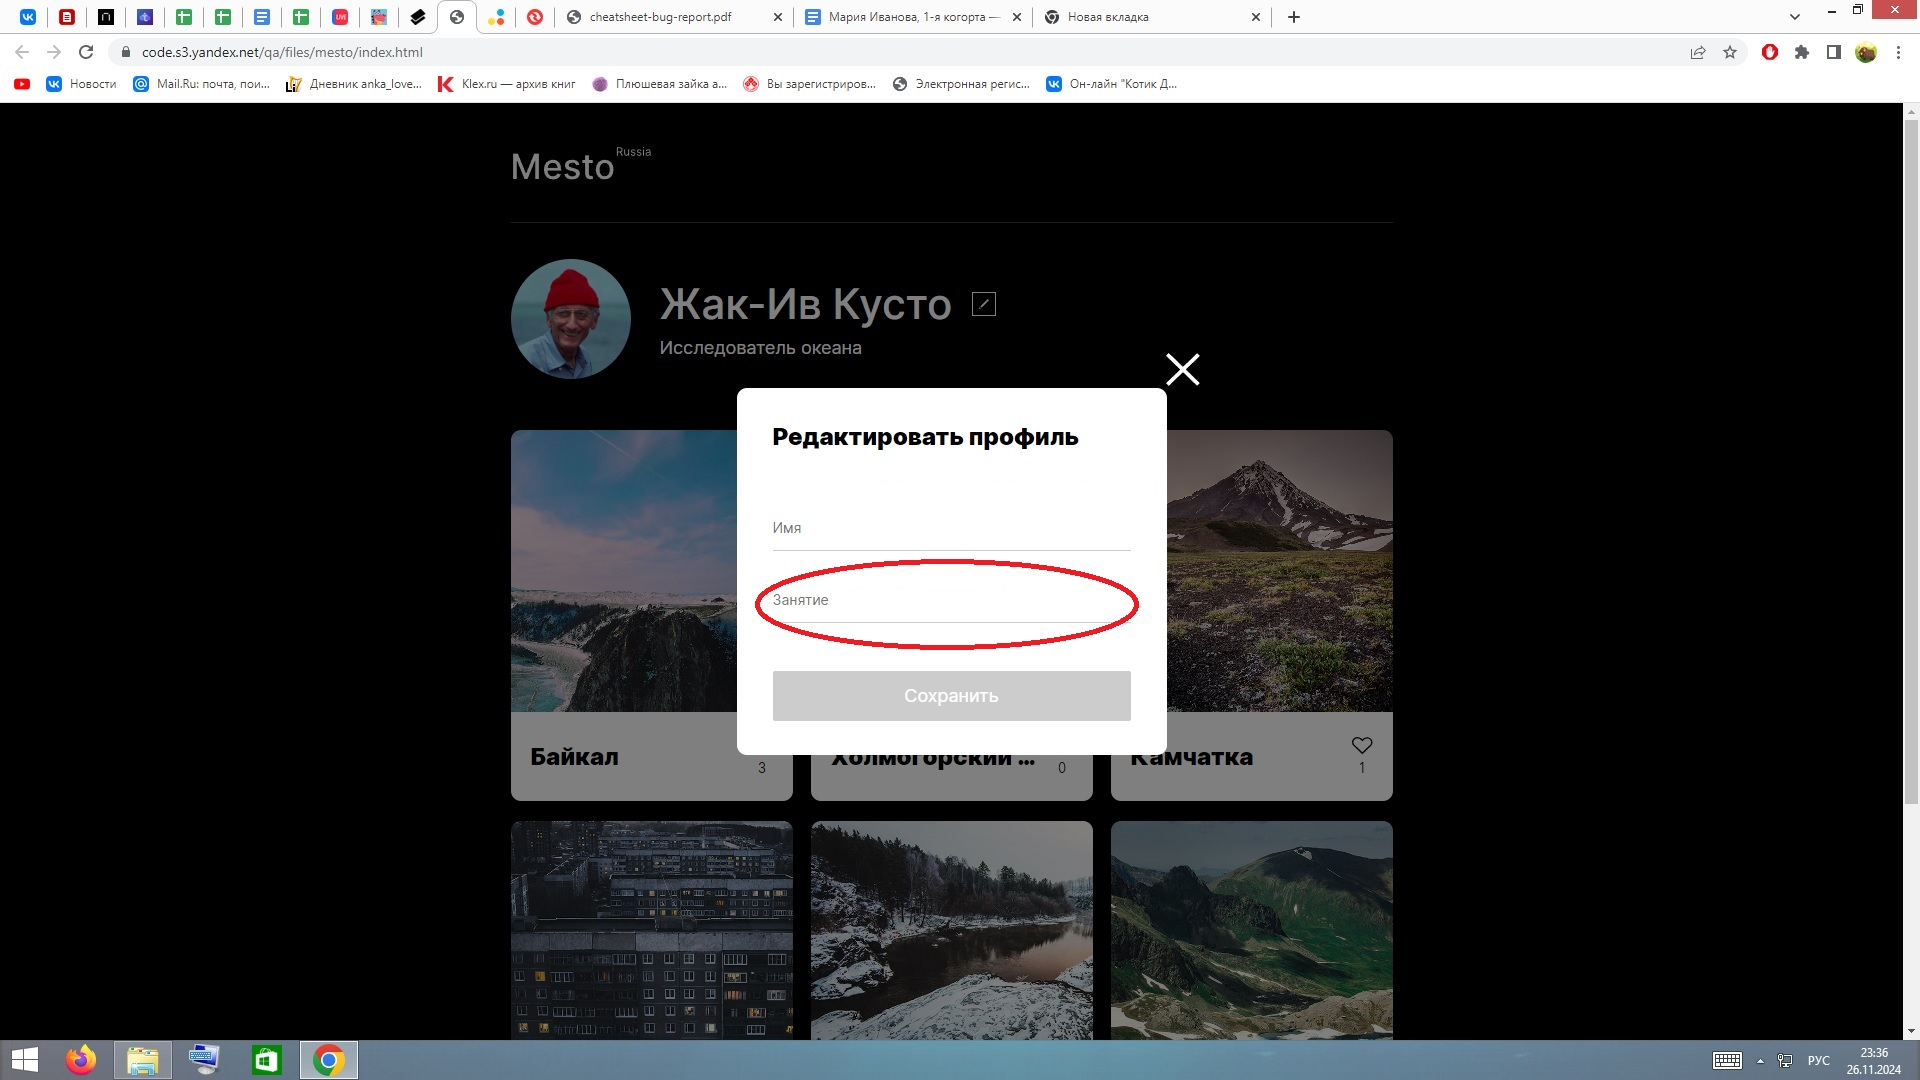 cheatsheet-bug-report.pdf
Мария Иванова, 1-я когорта —
Новая вкладка
code.s3.yandex.net/qa/files/mesto/index.html
Новости
Mail.Ru: почта, пои...
Дневник anka_love...
Klex.ru — архив книг
Плюшевая зайка а...
Вы зарегистриров...
Электронная регис...
Он-лайн "Котик Д...
Mesto Russia
Жак-Ив Кусто
Исследователь океана
Редактировать профиль
Имя
Занятие
Сохранить
Байкал
3
Холмогорский ...
0
Камчатка
1
РУС
23:36
26.11.2024